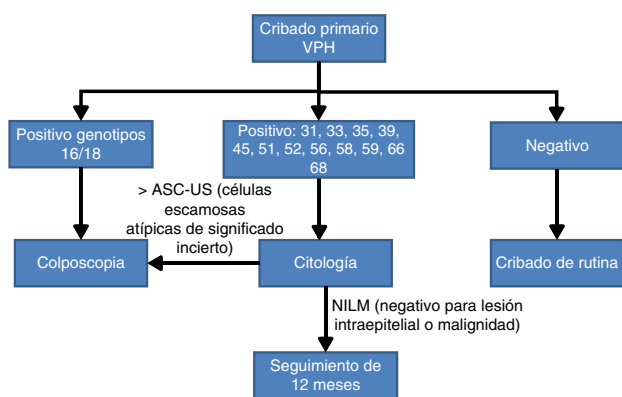 Cribado primario
VPH
Positivo genotipos
16/18
Positivo: 31, 33, 35, 39,
45, 51, 52, 56, 58, 59, 66
68
Negativo
> ASC-US (células
escamosas
atípicas de significado
incierto)
Colposcopia
Citología
Cribado de rutina
NILM (negativo para lesión
intraepitelial o malignidad)
Seguimiento de
12 meses